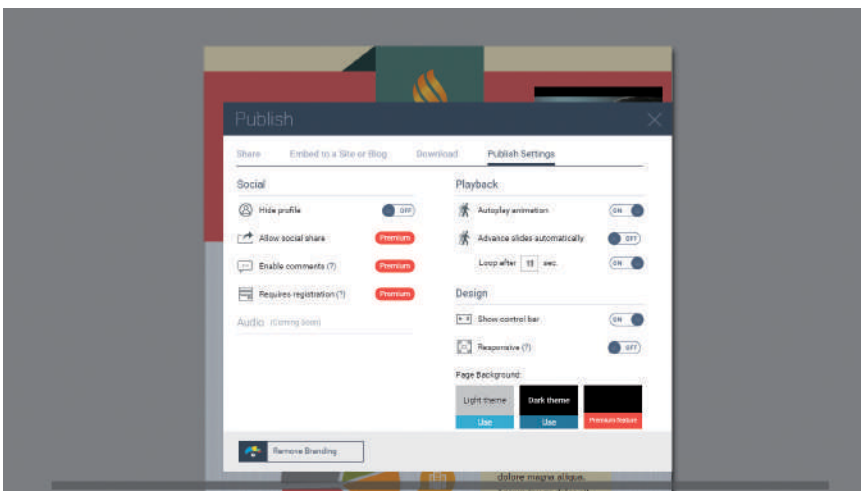 Publish
Share Embed to a Site or Blog Download Publish Settings
Social
Hide profile OFF
Allow social share Premium
Enable comments (?) Premium
Requires registration (?) Premium
Audio (Coming Soon)
Playback
Autoplay animation ON
Advance slides automatically OFF
Loop after sec. ON
Design
Show control bar ON
Responsive (?) OFF
Page Background:
Light theme Dark theme
Use Use Premium feature
Remove Branding
dolore magna aliqua.